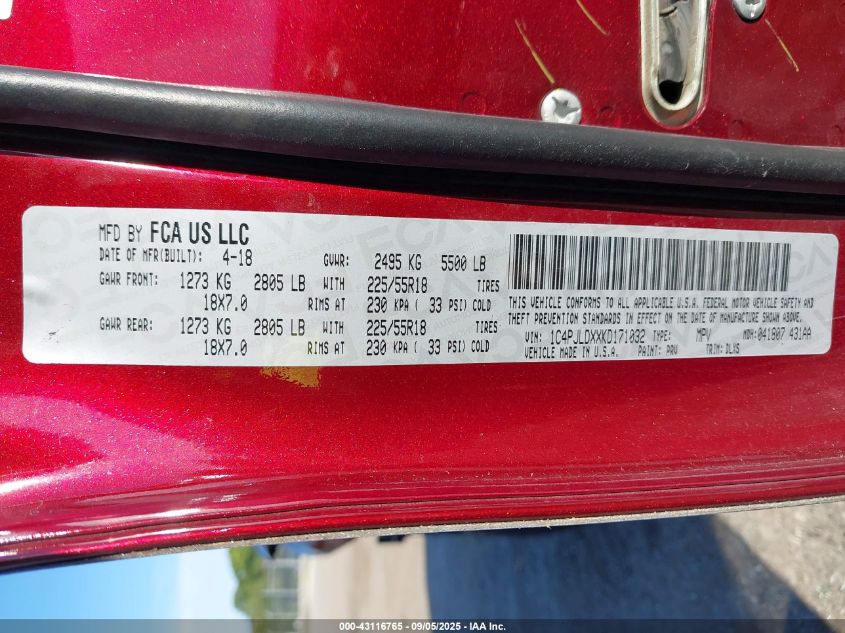 MFD BY FCA US LLC
DATE OF MFR(BUILT): 4-18 GVWR: 2495 KG 5500 LB
GAWR FRONT: 1273 KG 2805 LB WITH 225/55R18 TIRES
18X7.0 RIMS AT 230 KPA ( 33 PSI) COLD
GAWR REAR: 1273 KG 2805 LB WITH 225/55R18 TIRES
18X7.0 RIMS AT 230 KPA ( 33 PSI) COLD
THIS VEHICLE CONFORMS TO ALL APPLICABLE U.S.A. FEDERAL MOTOR VEHICLE SAFETY AND
THEFT PREVENTION STANDARDS IN EFFECT ON THE DATE OF MANUFACTURE SHOWN ABOVE.
VIN: 1C4PJLDXXKD171032 TYPE: MPV MDH: 041807 431AA
VEHICLE MADE IN U.S.A. PAINT: PRV TRIM: DLX5
000-43116765 - 09/05/2025 - IAA Inc.